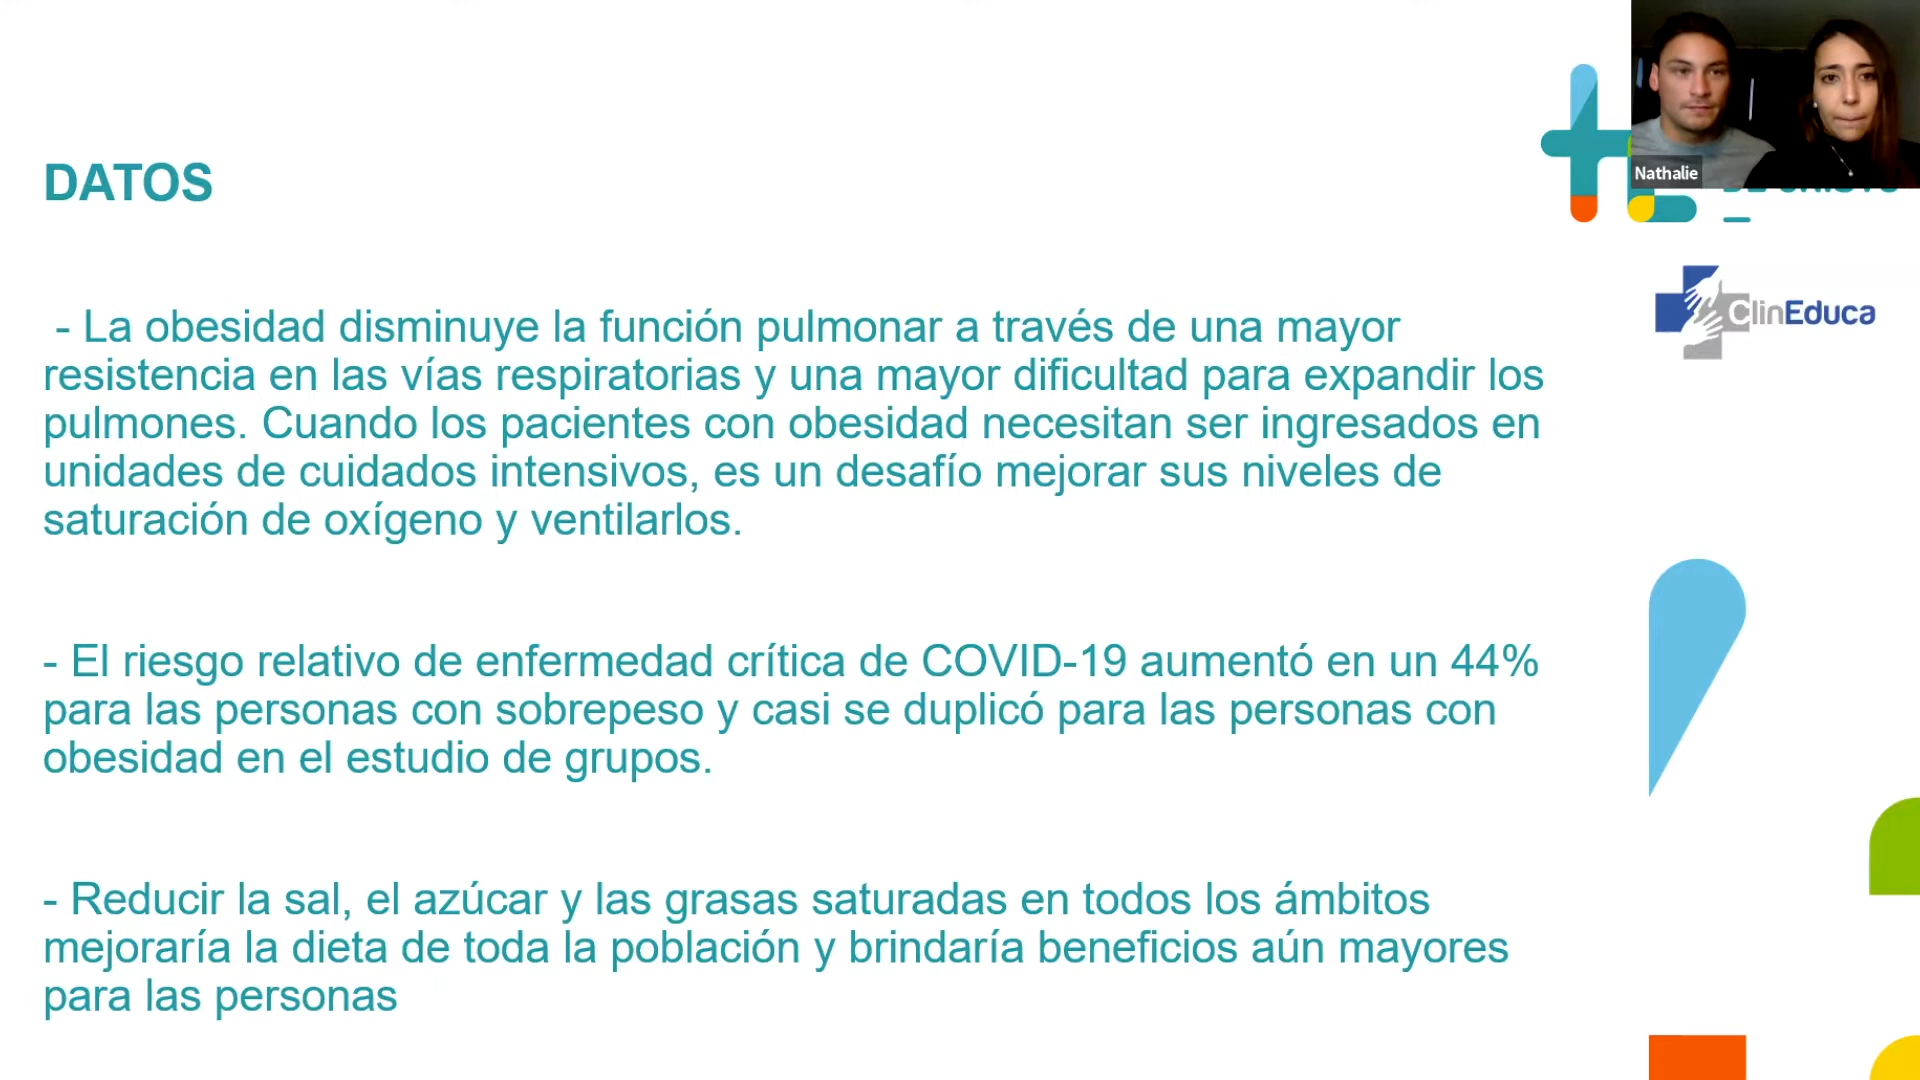 Nathalie
DATOS
ClinEduca
- La obesidad disminuye la función pulmonar a través de una mayor
resistencia en las vías respiratorias y una mayor dificultad para expandir los
pulmones. Cuando los pacientes con obesidad necesitan ser ingresados en
unidades de cuidados intensivos, es un desafío mejorar sus niveles de
saturación de oxígeno y ventilarlos.
- El riesgo relativo de enfermedad crítica de COVID-19 aumentó en un 44%
para las personas con sobrepeso y casi se duplicó para las personas con
obesidad en el estudio de grupos.
- Reducir la sal, el azúcar y las grasas saturadas en todos los ámbitos
mejoraría la dieta de toda la población y brindaría beneficios aún mayores
para las personas